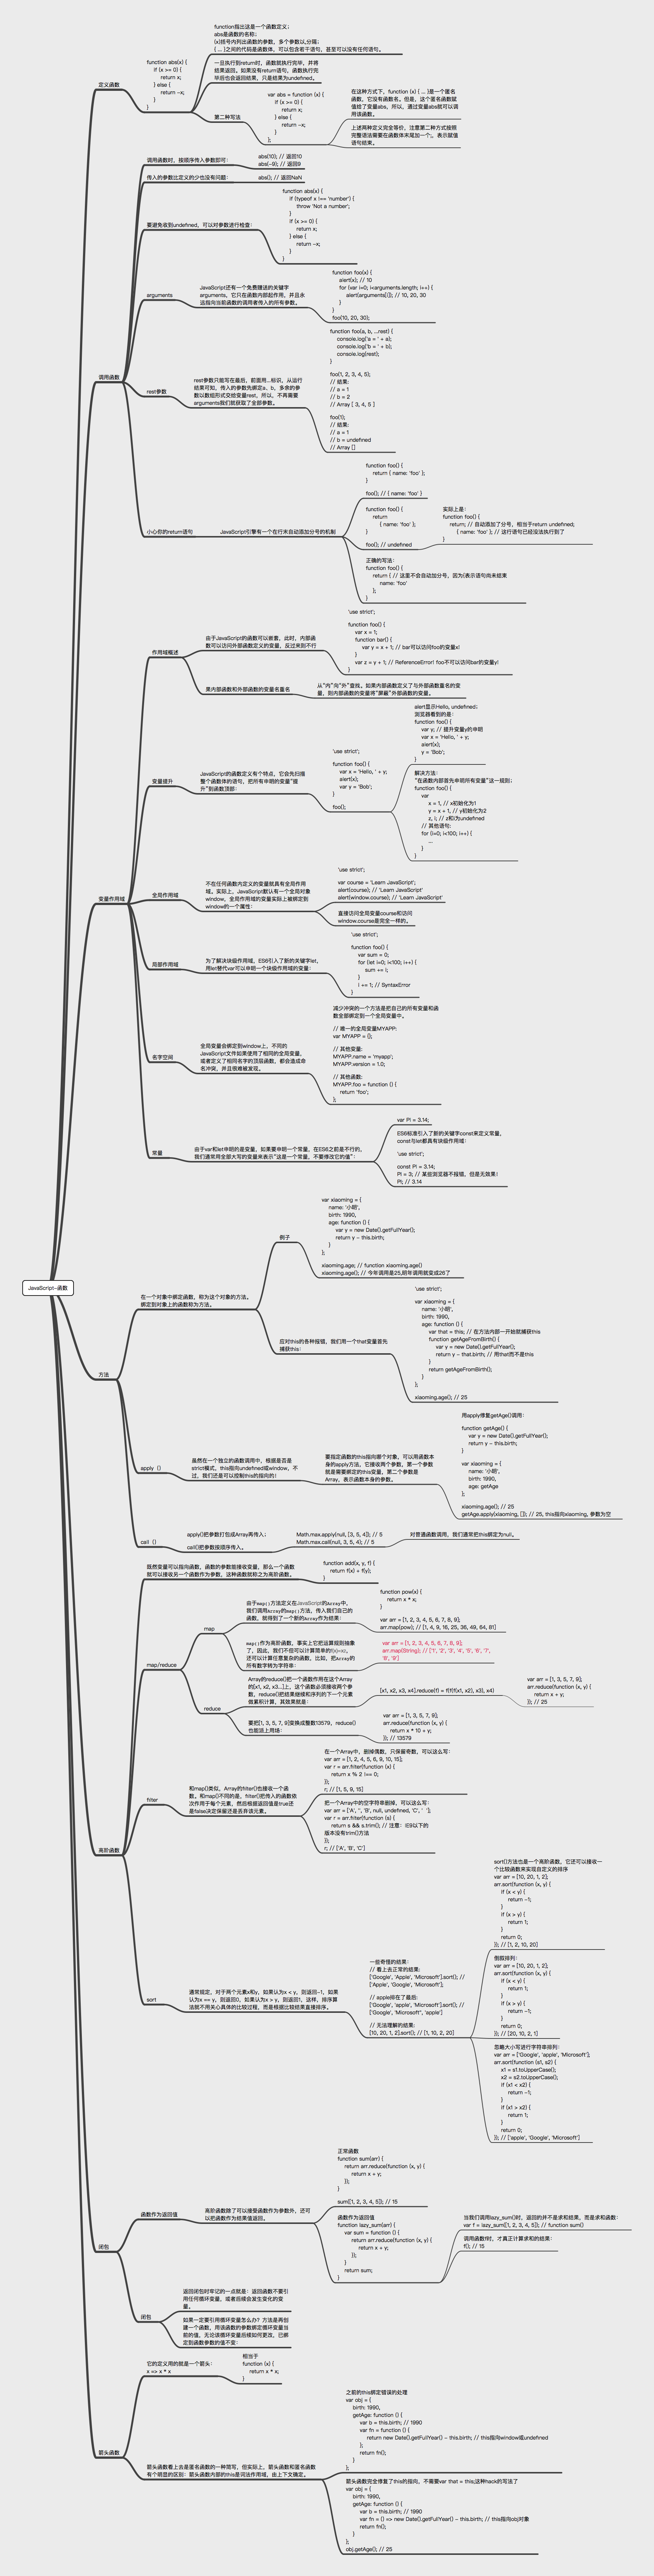 JavaScript-函数
定义函数
function abs(x) {
if (x >= 0) {
return x;
} else {
return -x;
}
}
function指出这是一个函数定义；
abs是函数的名称；
(x)括号内列出函数的参数，多个参数以,分隔；
{ ... }之间的代码是函数体，可以包含若干语句，甚至可以没有任何语句。
一旦执行到return时，函数就执行完毕，并将
结果返回。如果没有return语句，函数执行完
毕后也会返回结果，只是结果为undefined。
第二种写法
var abs = function (x) {
if (x >= 0) {
return x;
} else {
return -x;
}
};
在这种方式下，function (x) { ... }是一个匿名
函数，它没有函数名。但是，这个匿名函数赋
值给了变量abs，所以，通过变量abs就可以调
用该函数。
上述两种定义完全等价，注意第二种方式按照
完整语法需要在函数体末尾加一个;，表示赋值
语句结束。
调用函数
调用函数时，按顺序传入参数即可：
abs(10); // 返回10
abs(-9); // 返回9
传入的参数比定义的少也没有问题：
abs(); // 返回NaN
要避免收到undefined，可以对参数进行检查：
function abs(x) {
if (typeof x !== 'number') {
throw 'Not a number';
}
if (x >= 0) {
return x;
} else {
return -x;
}
}
arguments
JavaScript还有一个免费赠送的关键字
arguments，它只在函数内部起作用，并且永
远指向当前函数的调用者传入的所有参数。
function foo(x) {
alert(x); // 10
for (var i=0; i<arguments.length; i++) {
alert(arguments[i]); // 10, 20, 30
}
}
foo(10, 20, 30);
rest参数
rest参数只能写在最后，前面用...标识，从运行
结果可知，传入的参数先绑定a、b，多余的参
数以数组形式交给变量rest，所以，不再需要
arguments我们就获取了全部参数。
function foo(a, b, ...rest) {
console.log('a = ' + a);
console.log('b = ' + b);
console.log(rest);
}
foo(1, 2, 3, 4, 5);
// 结果:
// a = 1
// b = 2
// Array [ 3, 4, 5 ]
foo(1);
// 结果:
// a = 1
// b = undefined
// Array []
小心你的return语句
JavaScript引擎有一个在行末自动添加分号的机制
function foo() {
return { name: 'foo' };
}
foo(); // { name: 'foo' }
function foo() {
return
{ name: 'foo' };
}
foo(); // undefined
实际上是：
function foo() {
return; // 自动添加了分号，相当于return undefined;
{ name: 'foo' }; // 这行语句已经没法执行到了
}
正确的写法：
function foo() {
return { // 这里不会自动加分号，因为{表示语句尚未结束
name: 'foo'
};
}
变量作用域
作用域概述
由于JavaScript的函数可以嵌套，此时，内部函
数可以访问外部函数定义的变量，反过来则不行
'use strict';
function foo() {
var x = 1;
function bar() {
var y = x + 1; // bar可以访问foo的变量x!
}
var z = y + 1; // ReferenceError! foo不可以访问bar的变量y!
}
果内部函数和外部函数的变量名重名
从“内”向“外”查找。如果内部函数定义了与外部函数重名的变
量，则内部函数的变量将“屏蔽”外部函数的变量。
变量提升
JavaScript的函数定义有个特点，它会先扫描
整个函数体的语句，把所有申明的变量“提
升”到函数顶部：
'use strict';
function foo() {
var x = 'Hello, ' + y;
alert(x);
var y = 'Bob';
}
foo();
alert显示Hello, undefined；
浏览器看到的是：
function foo() {
var y; // 提升变量y的申明
var x = 'Hello, ' + y;
alert(x);
y = 'Bob';
}
解决方法：
“在函数内部首先申明所有变量”这一规则；
function foo() {
var
x = 1, // x初始化为1
y = x + 1, // y初始化为2
z, i; // z和i为undefined
// 其他语句:
for (i=0; i<100; i++) {
...
}
}
全局作用域
不在任何函数内定义的变量就具有全局作用
域。实际上，JavaScript默认有一个全局对象
window，全局作用域的变量实际上被绑定到
window的一个属性：
'use strict';
var course = 'Learn JavaScript';
alert(course); // 'Learn JavaScript'
alert(window.course); // 'Learn JavaScript'
直接访问全局变量course和访问
window.course是完全一样的。
局部作用域
为了解决块级作用域，ES6引入了新的关键字let，
用let替代var可以申明一个块级作用域的变量：
'use strict';
function foo() {
var sum = 0;
for (let i=0; i<100; i++) {
sum += i;
}
i += 1; // SyntaxError
}
名字空间
全局变量会绑定到window上，不同的
JavaScript文件如果使用了相同的全局变量，
或者定义了相同名字的顶层函数，都会造成命
名冲突，并且很难被发现。
减少冲突的一个方法是把自己的所有变量和函
数全部绑定到一个全局变量中。
// 唯一的全局变量MYAPP:
var MYAPP = {};
// 其他变量:
MYAPP.name = 'myapp';
MYAPP.version = 1.0;
// 其他函数:
MYAPP.foo = function () {
return 'foo';
};
常量
由于var和let申明的是变量，如果要申明一个常量，在ES6之前是不行的，
我们通常用全部大写的变量来表示“这是一个常量，不要修改它的值”：
var PI = 3.14;
ES6标准引入了新的关键字const来定义常量，
const与let都具有块级作用域：
'use strict';
const PI = 3.14;
PI = 3; // 某些浏览器不报错，但是无效果！
PI; // 3.14
方法
在一个对象中绑定函数，称为这个对象的方法。
绑定到对象上的函数称为方法。
例子
var xiaoming = {
name: '小明',
birth: 1990,
age: function () {
var y = new Date().getFullYear();
return y - this.birth;
}
};
xiaoming.age; // function xiaoming.age()
xiaoming.age(); // 今年调用是25,明年调用就变成26了
应对this的各种报错，我们用一个that变量首先
捕获this：
'use strict';
var xiaoming = {
name: '小明',
birth: 1990,
age: function () {
var that = this; // 在方法内部一开始就捕获this
function getAgeFromBirth() {
var y = new Date().getFullYear();
return y - that.birth; // 用that而不是this
}
return getAgeFromBirth();
}
};
xiaoming.age(); // 25
apply（）
虽然在一个独立的函数调用中，根据是否是
strict模式，this指向undefined或window，不
过，我们还是可以控制this的指向的！
要指定函数的this指向哪个对象，可以用函数本
身的apply方法，它接收两个参数，第一个参数
就是需要绑定的this变量，第二个参数是
Array，表示函数本身的参数。
用apply修复getAge()调用：
function getAge() {
var y = new Date().getFullYear();
return y - this.birth;
}
var xiaoming = {
name: '小明',
birth: 1990,
age: getAge
};
xiaoming.age(); // 25
getAge.apply(xiaoming, []); // 25, this指向xiaoming, 参数为空
call（）
apply()把参数打包成Array再传入；
call()把参数按顺序传入。
Math.max.apply(null, [3, 5, 4]); // 5
Math.max.call(null, 3, 5, 4); // 5
对普通函数调用，我们通常把this绑定为null。
高阶函数
既然变量可以指向函数，函数的参数能接收变量，那么一个函数
就可以接收另一个函数作为参数，这种函数就称之为高阶函数。
function add(x, y, f) {
return f(x) + f(y);
}
map/reduce
map
由于map()方法定义在JavaScript的Array中，
我们调用Array的map()方法，传入我们自己的
函数，就得到了一个新的Array作为结果：
function pow(x) {
return x * x;
}
var arr = [1, 2, 3, 4, 5, 6, 7, 8, 9];
arr.map(pow); // [1, 4, 9, 16, 25, 36, 49, 64, 81]
map()作为高阶函数，事实上它把运算规则抽象
了，因此，我们不但可以计算简单的f(x)=x2，
还可以计算任意复杂的函数，比如，把Array的
所有数字转为字符串：
var arr = [1, 2, 3, 4, 5, 6, 7, 8, 9];
arr.map(String); // ['1', '2', '3', '4', '5', '6', '7',
'8', '9']
reduce
Array的reduce()把一个函数作用在这个Array
的[x1, x2, x3...]上，这个函数必须接收两个参
数，reduce()把结果继续和序列的下一个元素
做累积计算，其效果就是：
[x1, x2, x3, x4].reduce(f) = f(f(f(x1, x2), x3), x4)
var arr = [1, 3, 5, 7, 9];
arr.reduce(function (x, y) {
return x + y;
}); // 25
要把[1, 3, 5, 7, 9]变换成整数13579，reduce()
也能派上用场：
var arr = [1, 3, 5, 7, 9];
arr.reduce(function (x, y) {
return x * 10 + y;
}); // 13579
filter
和map()类似，Array的filter()也接收一个函
数。和map()不同的是，filter()把传入的函数依
次作用于每个元素，然后根据返回值是true还
是false决定保留还是丢弃该元素。
在一个Array中，删掉偶数，只保留奇数，可以这么写：
var arr = [1, 2, 4, 5, 6, 9, 10, 15];
var r = arr.filter(function (x) {
return x % 2 !== 0;
});
r; // [1, 5, 9, 15]
把一个Array中的空字符串删掉，可以这么写：
var arr = ['A', '', 'B', null, undefined, 'C', '  '];
var r = arr.filter(function (s) {
return s && s.trim(); // 注意：IE9以下的
版本没有trim()方法
});
r; // ['A', 'B', 'C']
sort
通常规定，对于两个元素x和y，如果认为x < y，则返回-1，如果
认为x == y，则返回0，如果认为x > y，则返回1，这样，排序算
法就不用关心具体的比较过程，而是根据比较结果直接排序。
一些奇怪的结果：
// 看上去正常的结果:
['Google', 'Apple', 'Microsoft'].sort(); //
['Apple', 'Google', 'Microsoft'];
// apple排在了最后:
['Google', 'apple', 'Microsoft'].sort(); //
['Google', 'Microsoft", 'apple']
// 无法理解的结果:
[10, 20, 1, 2].sort(); // [1, 10, 2, 20]
sort()方法也是一个高阶函数，它还可以接收一
个比较函数来实现自定义的排序
var arr = [10, 20, 1, 2];
arr.sort(function (x, y) {
if (x < y) {
return -1;
}
if (x > y) {
return 1;
}
return 0;
}); // [1, 2, 10, 20]
倒叙排列：
var arr = [10, 20, 1, 2];
arr.sort(function (x, y) {
if (x < y) {
return 1;
}
if (x > y) {
return -1;
}
return 0;
}); // [20, 10, 2, 1]
忽略大小写进行字符串排列：
var arr = ['Google', 'apple', 'Microsoft'];
arr.sort(function (s1, s2) {
x1 = s1.toUpperCase();
x2 = s2.toUpperCase();
if (x1 < x2) {
return -1;
}
if (x1 > x2) {
return 1;
}
return 0;
}); // ['apple', 'Google', 'Microsoft']
闭包
函数作为返回值
高阶函数除了可以接受函数作为参数外，还可
以把函数作为结果值返回。
正常函数
function sum(arr) {
return arr.reduce(function (x, y) {
return x + y;
});
}
sum([1, 2, 3, 4, 5]); // 15
函数作为返回值
function lazy_sum(arr) {
var sum = function () {
return arr.reduce(function (x, y) {
return x + y;
});
}
return sum;
}
当我们调用lazy_sum()时，返回的并不是求和结果，而是求和函数：
var f = lazy_sum([1, 2, 3, 4, 5]); // function sum()
调用函数f时，才真正计算求和的结果：
f(); // 15
闭包
返回闭包时牢记的一点就是：返回函数不要引
用任何循环变量，或者后续会发生变化的变
量。
如果一定要引用循环变量怎么办？方法是再创
建一个函数，用该函数的参数绑定循环变量当
前的值，无论该循环变量后续如何更改，已绑
定到函数参数的值不变：
箭头函数
它的定义用的就是一个箭头：
x => x * x
相当于
function (x) {
return x * x;
}
箭头函数看上去是匿名函数的一种简写，但实际上，箭头函数和匿名函数
有个明显的区别：箭头函数内部的this是词法作用域，由上下文确定。
之前的this绑定错误的处理
var obj = {
birth: 1990,
getAge: function () {
var b = this.birth; // 1990
var fn = function () {
return new Date().getFullYear() - this.birth; // this指向window或undefined
};
return fn();
}
};
箭头函数完全修复了this的指向，不需要var that = this;这种hack的写法了
var obj = {
birth: 1990,
getAge: function () {
var b = this.birth; // 1990
var fn = () => new Date().getFullYear() - this.birth; // this指向obj对象
return fn();
}
};
obj.getAge(); // 25